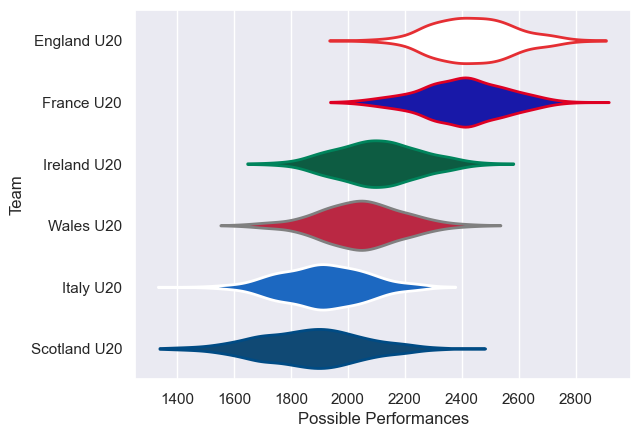 England U20
France U20
Ireland U20
Wales U20
Italy U20
Scotland U20
Team
1400 1600 1800 2000 2200 2400 2600 2800
Possible Performances